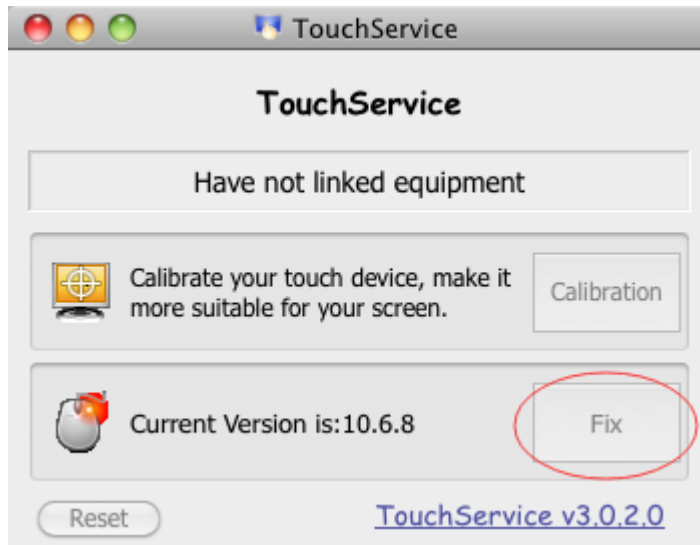 TouchService
TouchService
Have not linked equipment
Calibrate your touch device, make it
more suitable for your screen.
Calibration
Current Version is:10.6.8
Fix
Reset
TouchService v3.0.2.0